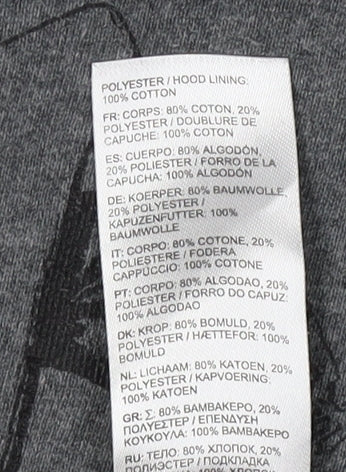 POLYESTER / HOOD LINING:
100% COTTON
FR: CORPS: 80% COTON, 20%
POLYESTER / DOUBLURE DE
CAPUCHE: 100% COTON
ES: CUERPO: 80% ALGODÓN,
20% POLIESTER / FORRO DE LA
CAPUCHA: 100% ALGODÓN
DE: KOERPER: 80% BAUMWOLLE,
20% POLYESTER /
KAPUZENFUTTER: 100%
BAUMWOLLE
IT: CORPO: 80% COTONE, 20%
POLIESTERE / FODERA
CAPPUCCIO: 100% COTONE
PT: CORPO: 80% ALGODAO, 20%
POLIESTER / FORRO DO CAPUZ:
100% ALGODAO
DK: KROP: 80% BOMULD, 20%
POLYESTER / HÆTTEFOR: 100%
BOMULD
NL: LICHAAM: 80% KATOEN, 20%
POLYESTER / KAPVOERING:
100% KATOEN
GR: Σ: 80% ΒΑΜΒΑΚΕΡΟ, 20%
ΠΟΛΥΕΣΤΕΡ / ΕΠΕΝΔΥΣΗ
ΚΟΥΚΟΥΛΑ: 100% ΒΑΜΒΑΚΕΡΟ
RU: ТЕЛО: 80% ХЛОПОК, 20%
ПОЛИЭСТЕР / ПОДКЛАДКА